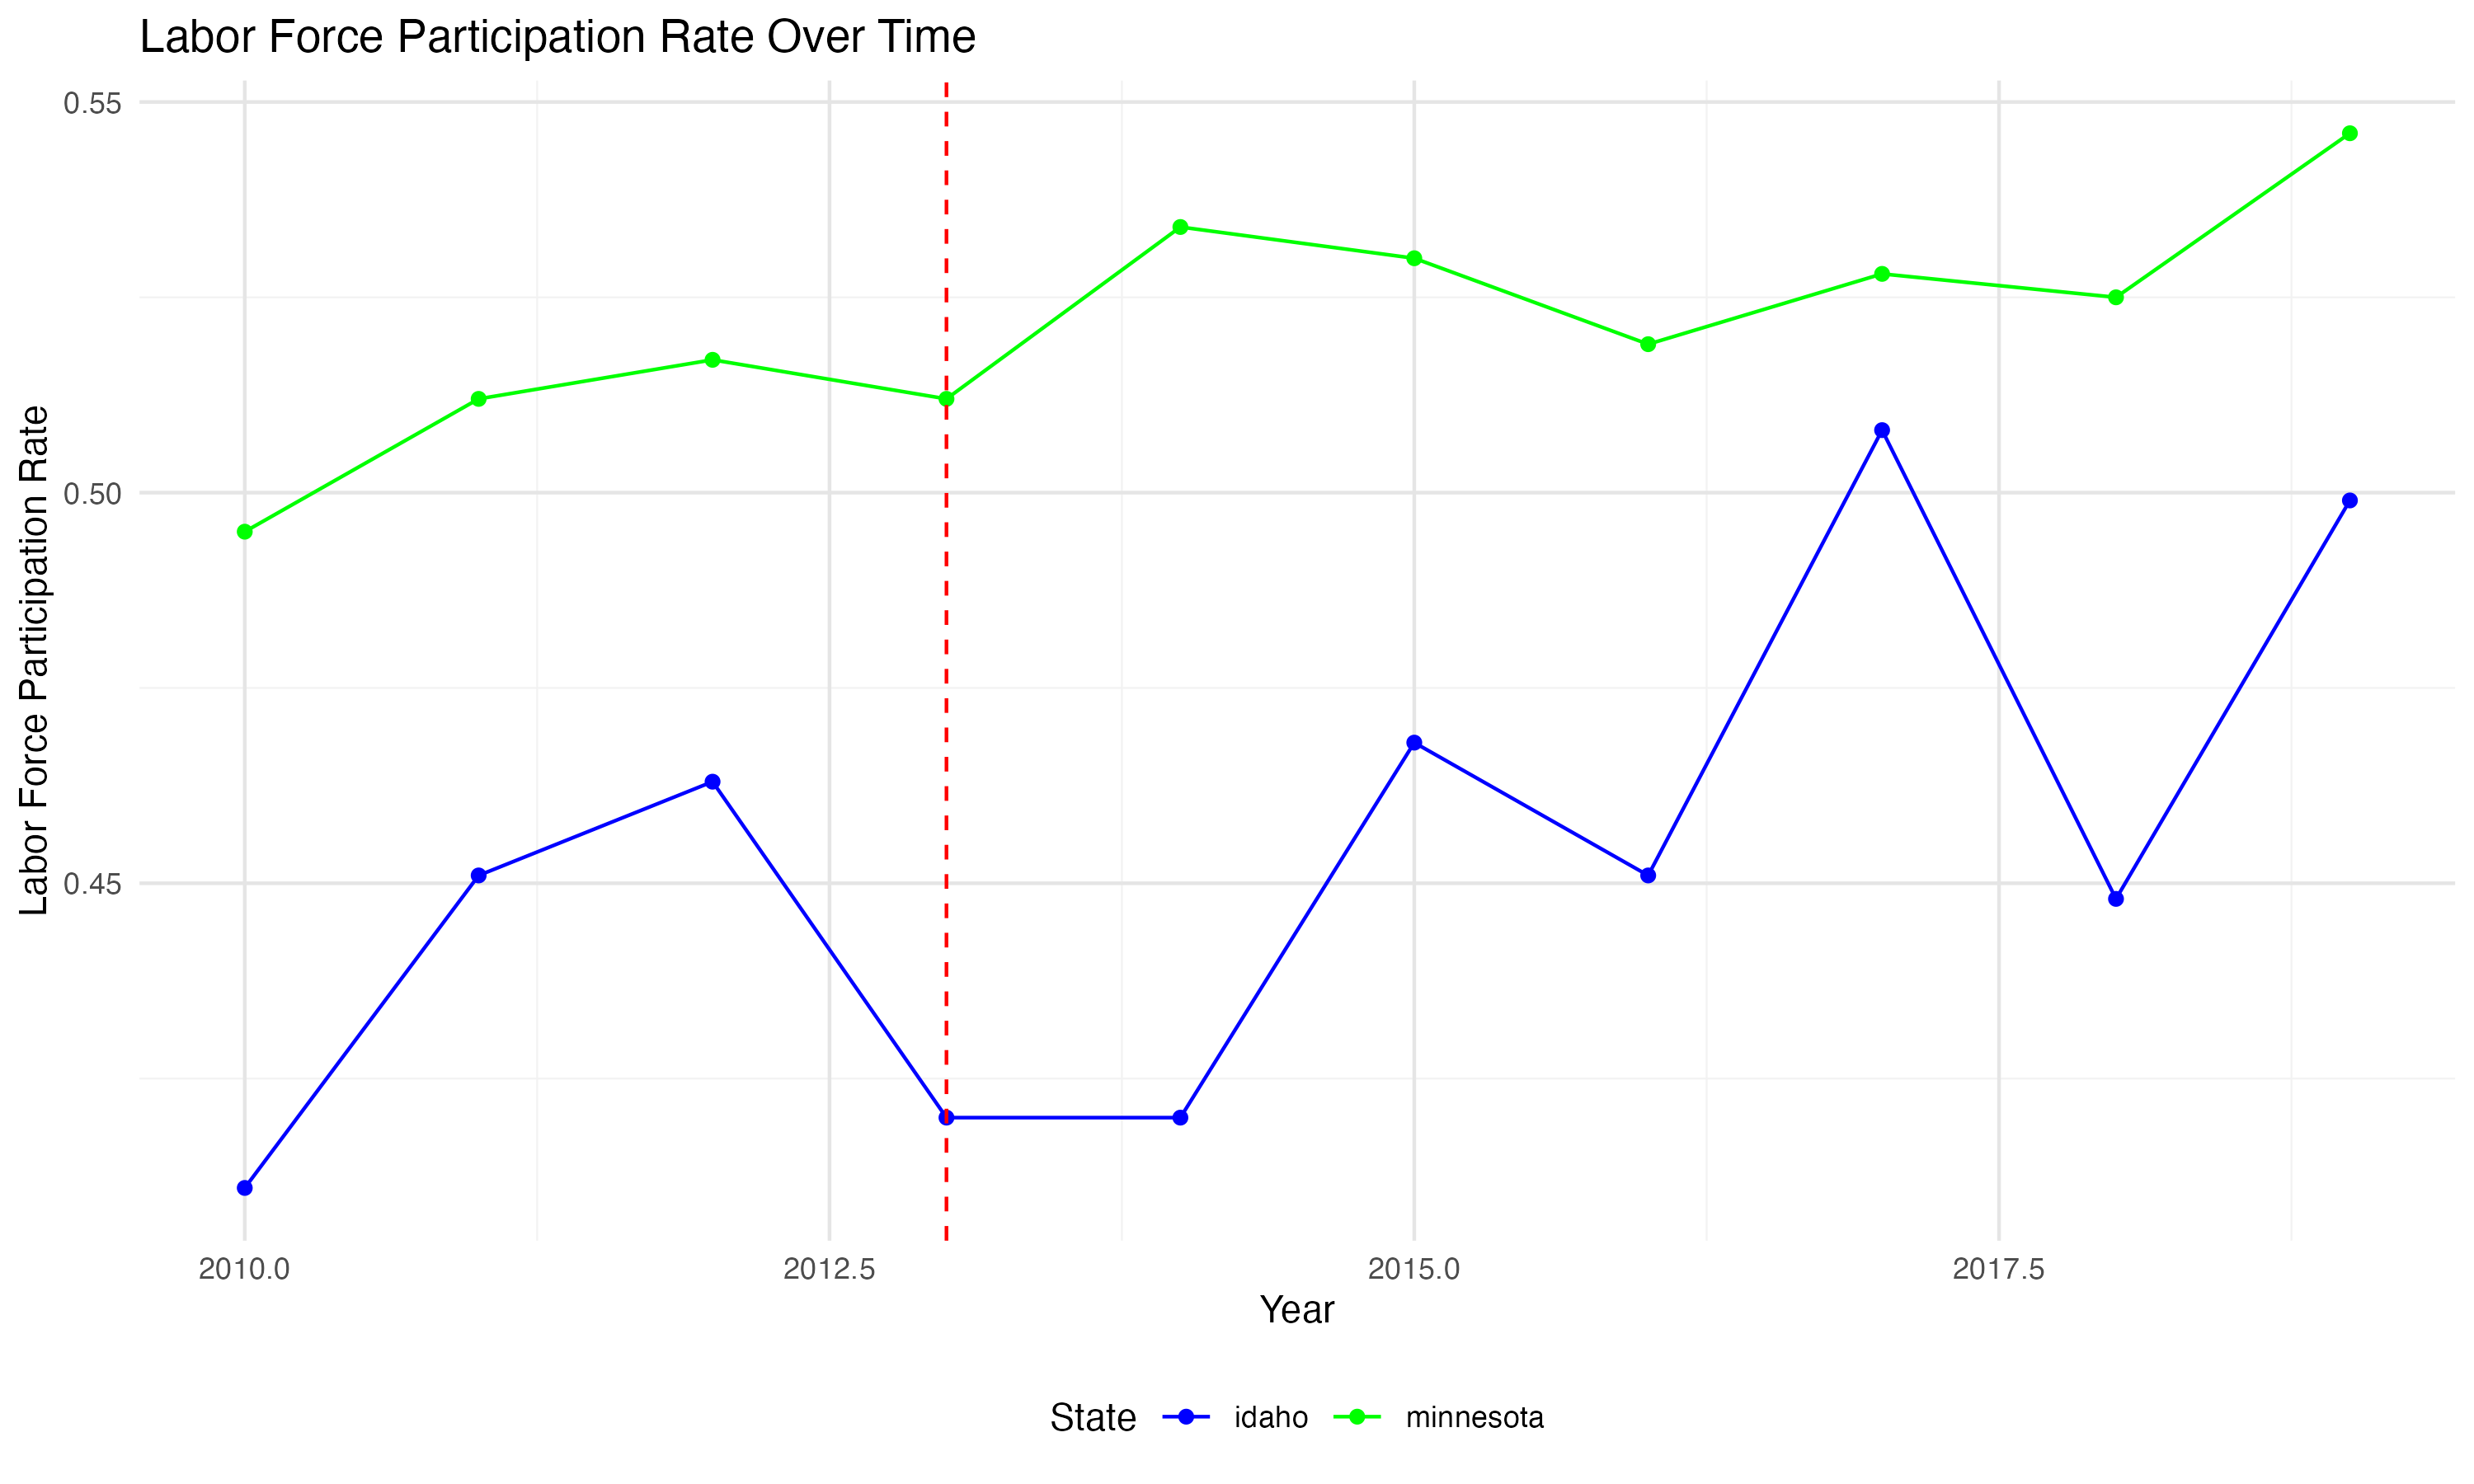 Labor Force Participation Rate Over Time
0.55
0.50
0.45
Labor Force Participation Rate
2010.0 2012.5 2015.0 2017.5
Year
State idaho minnesota